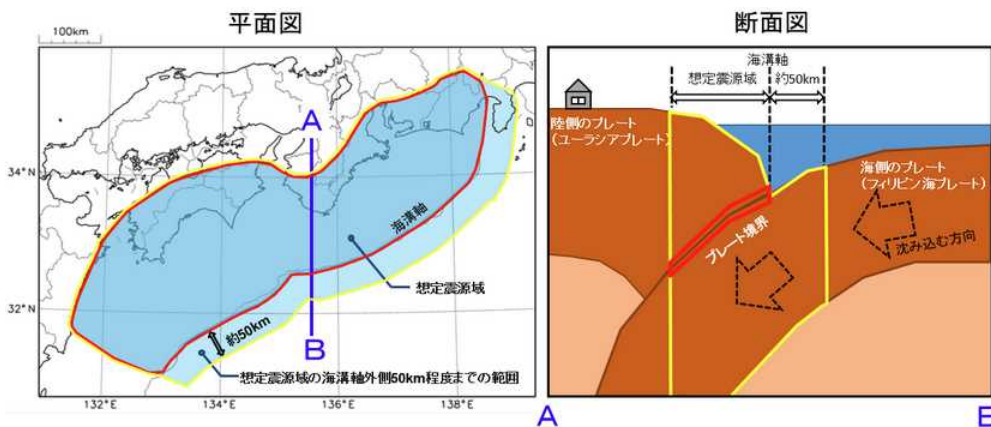 平面図
断面図
100km
海溝軸
想定震源域
約50km
陸側のプレート
(ユーラシアプレート)
海側のプレート
(フィリピン海プレート)
A
34°N
海溝軸
プレート境界
沈み込む方向
想定震源域
32°N
約50km
B
想定震源域の海溝軸外側50km程度までの範囲
132°E
134°E
136°E
138°E
A
B